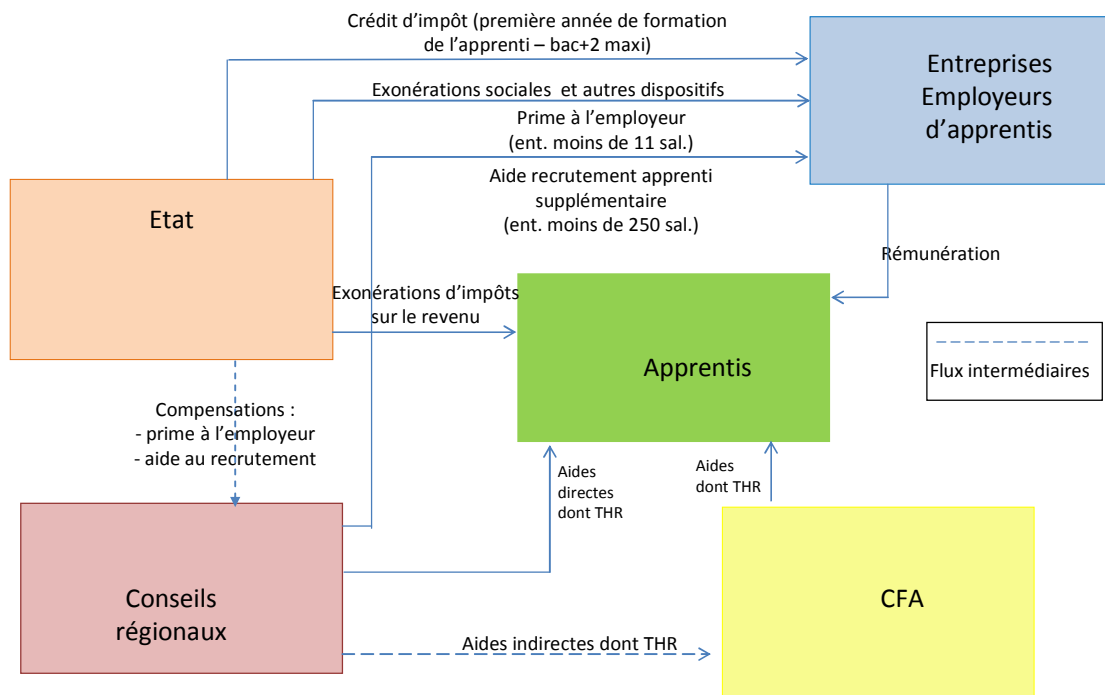 Crédit d'impôt (première année de formation
de l'apprenti – bac+2 maxi)
Entreprises
Employeurs
d'apprentis
Exonérations sociales et autres dispositifs
Prime à l'employeur
(ent. moins de 11 sal.)
Aide recrutement apprenti
supplémentaire
(ent. moins de 250 sal.)
Etat
Rémunération
Exonérations d'impôts
sur le revenu
Apprentis
Flux intermédiaires
Compensations :
- prime à l'employeur
- aide au recrutement
Aides
directes
dont THR
Aides
dont THR
Conseils
régionaux
CFA
Aides indirectes dont THR